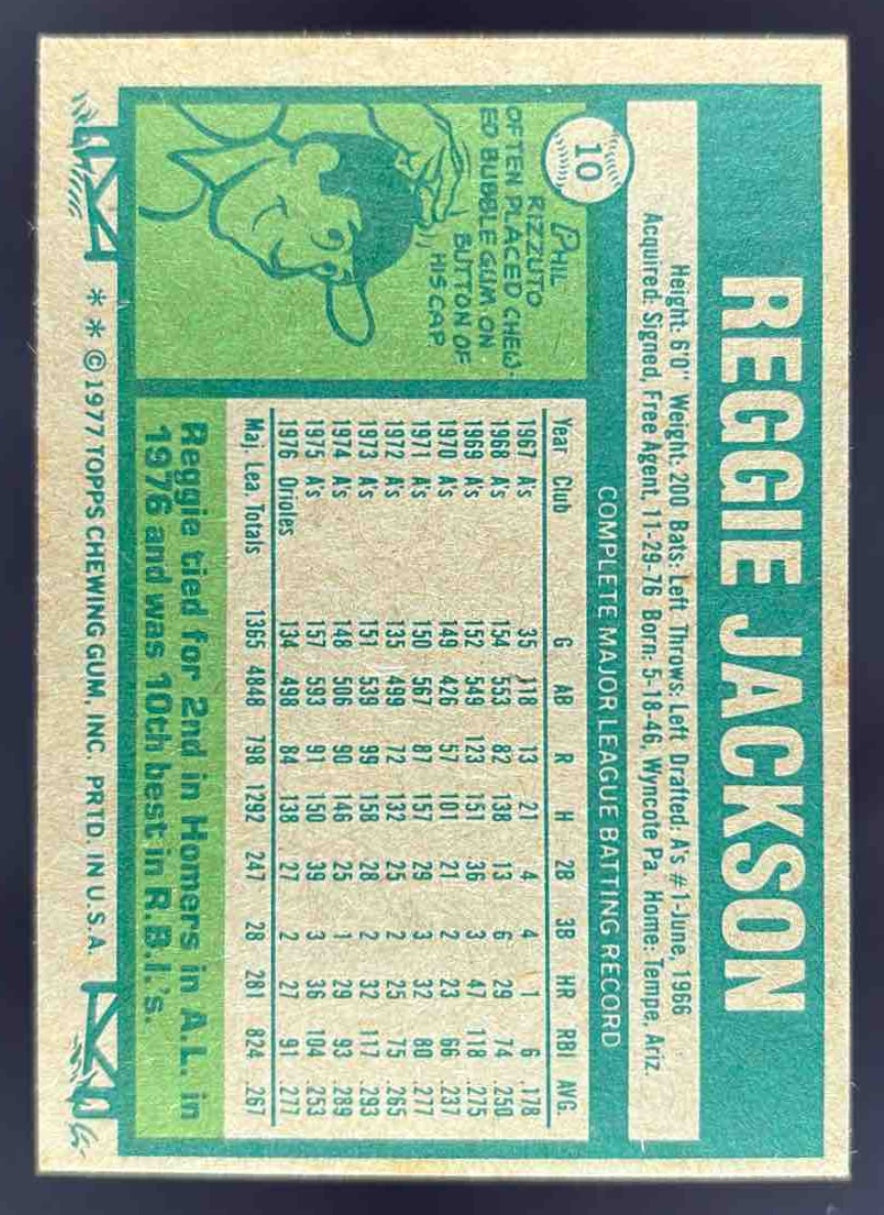 REGGIE JACKSON
Height: 6'0" Weight: 200 Bats: Left Throws: Left Drafted: A's #1-June, 1966
Acquired: Signed, Free Agent, 11-29-76 Born: 5-18-46, Wyncote Pa. Home: Tempe, Ariz.
10
COMPLETE MAJOR LEAGUE BATTING RECORD
PHIL
RIZZUTO
OFTEN PLACED CHEW-
ED BUBBLE GUM ON
BUTTON OF
HIS CAP
Year Club G AB R H 2B 3B HR RBI AVG.
1967 A's 35 118 13 21 4 4 1 6 .178
1968 A's 154 553 82 138 13 6 29 74 .250
1969 A's 152 549 123 151 36 3 47 118 .275
1970 A's 149 426 57 101 21 2 23 66 .237
1971 A's 150 567 87 157 29 3 32 80 .277
1972 A's 135 499 72 132 25 2 25 75 .265
1973 A's 151 539 99 158 28 2 32 117 .293
1974 A's 148 506 90 146 25 1 29 93 .289
1975 A's 157 593 91 150 39 3 36 104 .253
1976 Orioles 134 498 84 138 27 2 27 91 .277
Maj. Lea. Totals 1365 4848 798 1292 247 28 281 824 .267
Reggie tied for 2nd in Homers in A.L. in
1976 and was 10th best in R.B.I.'s.
* * © 1977 TOPPS CHEWING GUM, INC. PRTD. IN U.S.A.